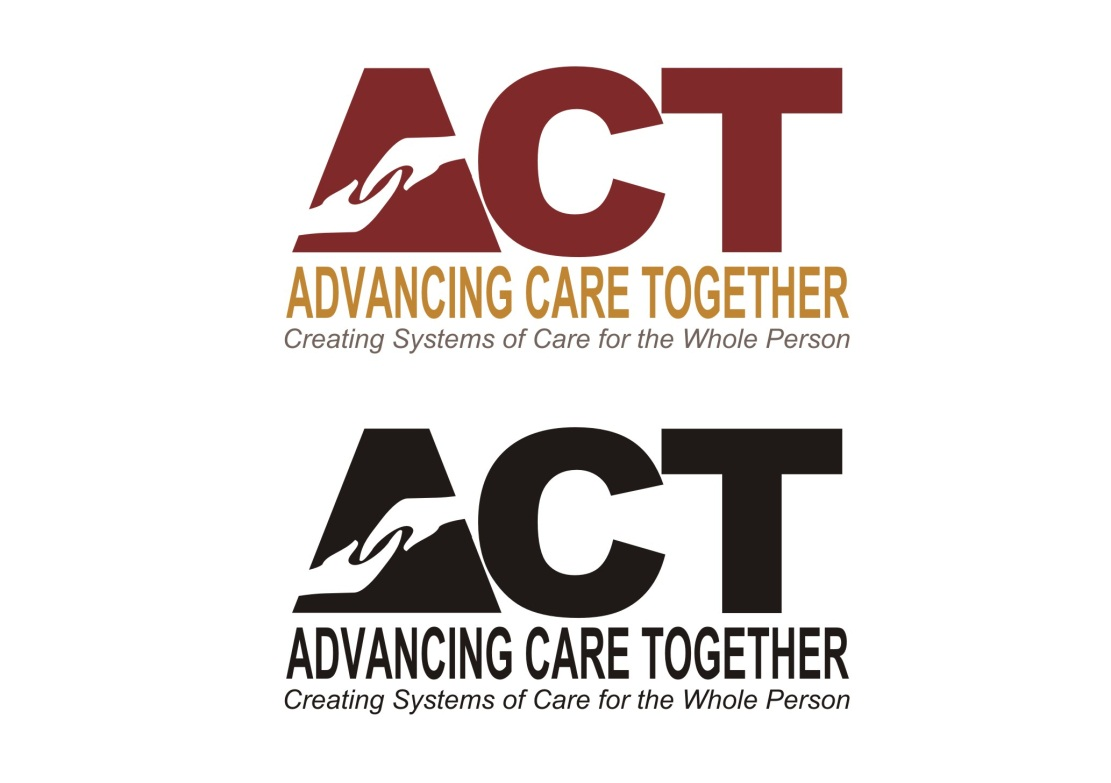 ACT
ADVANCING CARE TOGETHER
Creating Systems of Care for the Whole Person
ACT
ADVANCING CARE TOGETHER
Creating Systems of Care for the Whole Person